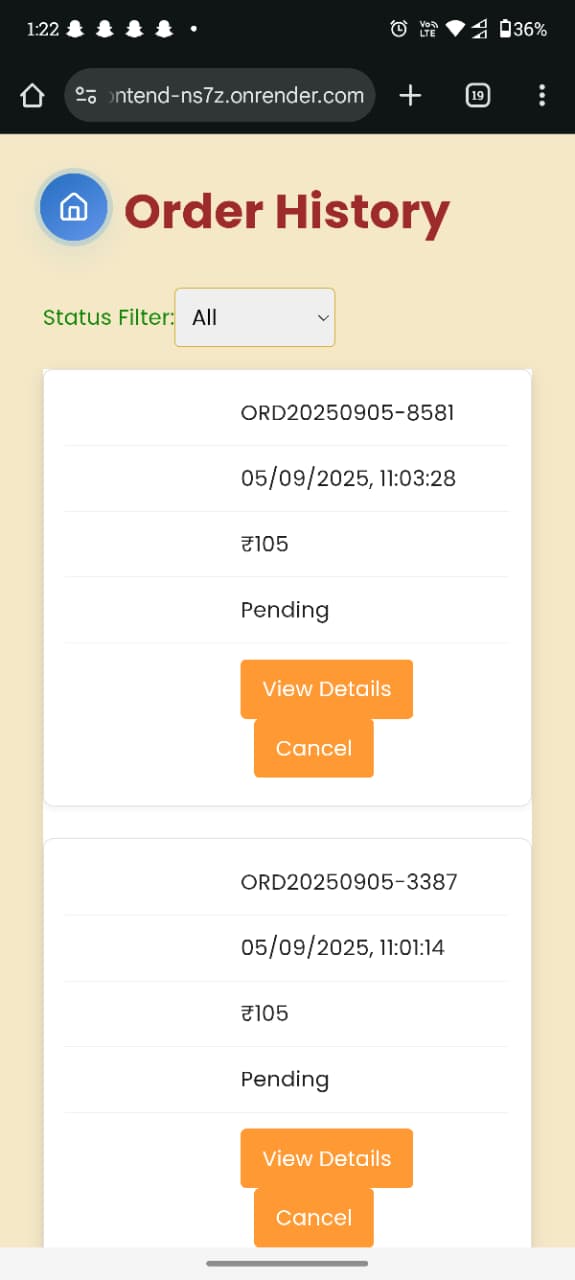 1:22 VoD LTE 36%
ntend-ns7z.onrender.com 19
Order History
Status Filter: All
ORD20250905-8581
05/09/2025, 11:03:28
₹105
Pending
View Details
Cancel
ORD20250905-3387
05/09/2025, 11:01:14
₹105
Pending
View Details
Cancel